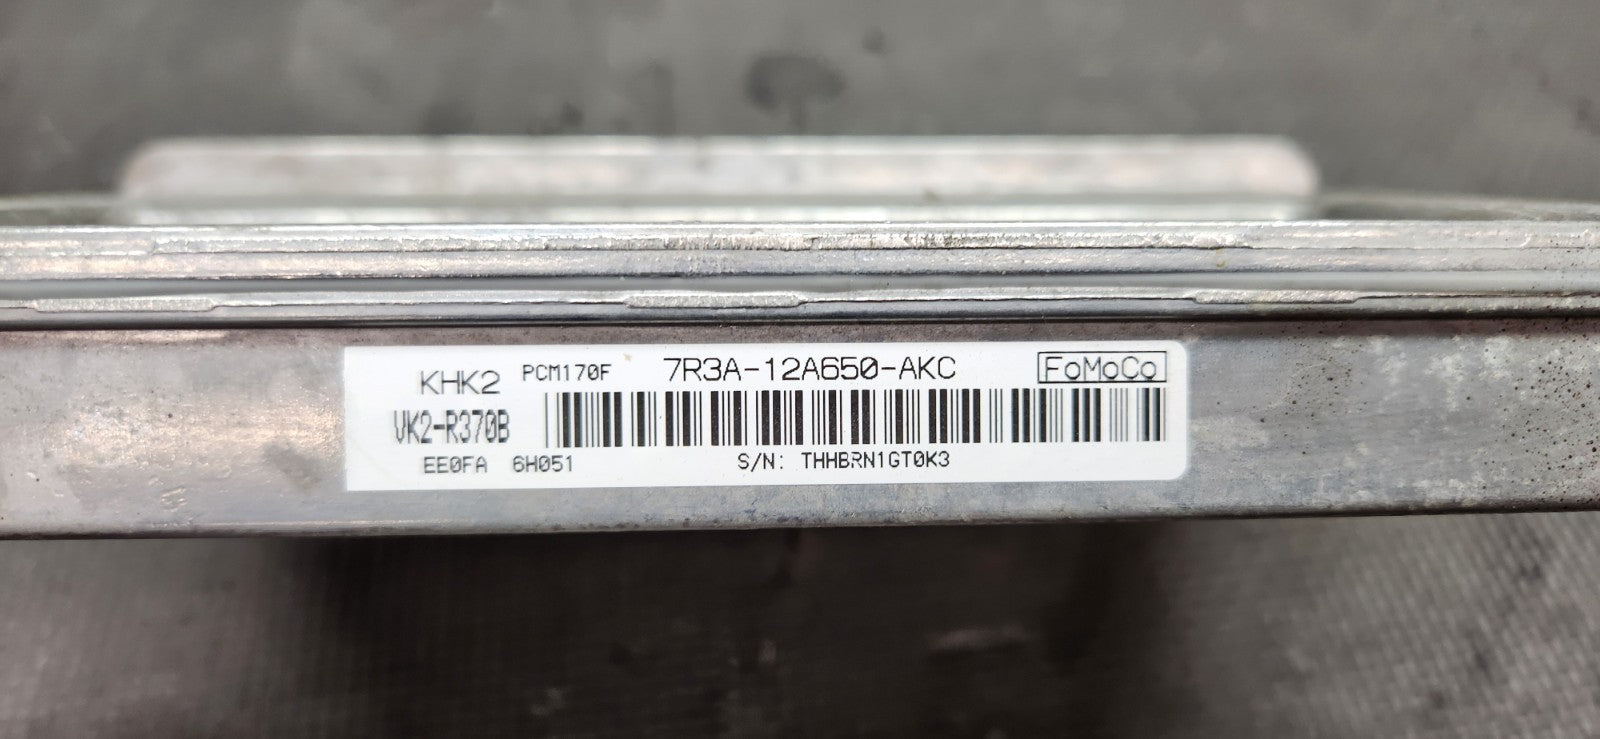 KHK2 PCM170F 7R3A-12A650-AKC FoMoCo
VK2-R370B
EE0FA 6H051 S/N: THHBRN1GT0K3